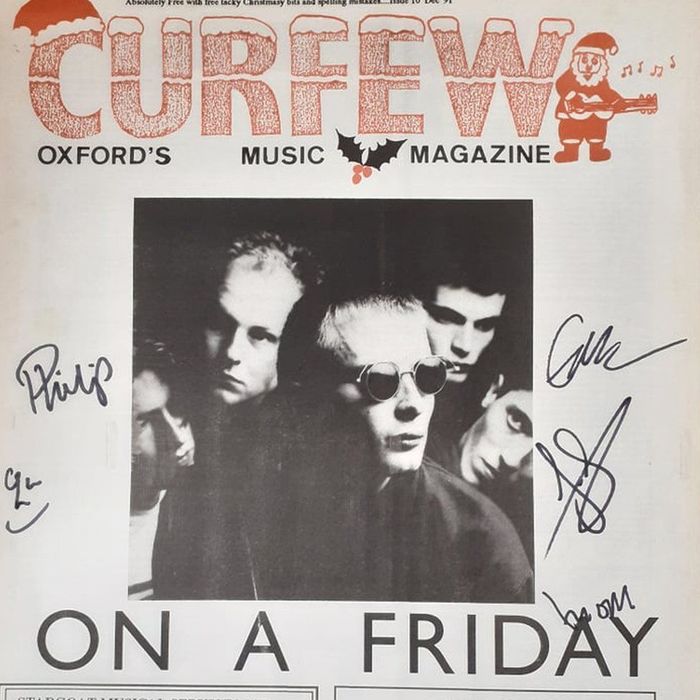 Absolutely Free with free tacky Christmasy bits and spelling mistakes....Issue 10 Dec 91
CURFEW
OXFORD'S MUSIC MAGAZINE
Philip
ON A FRIDAY